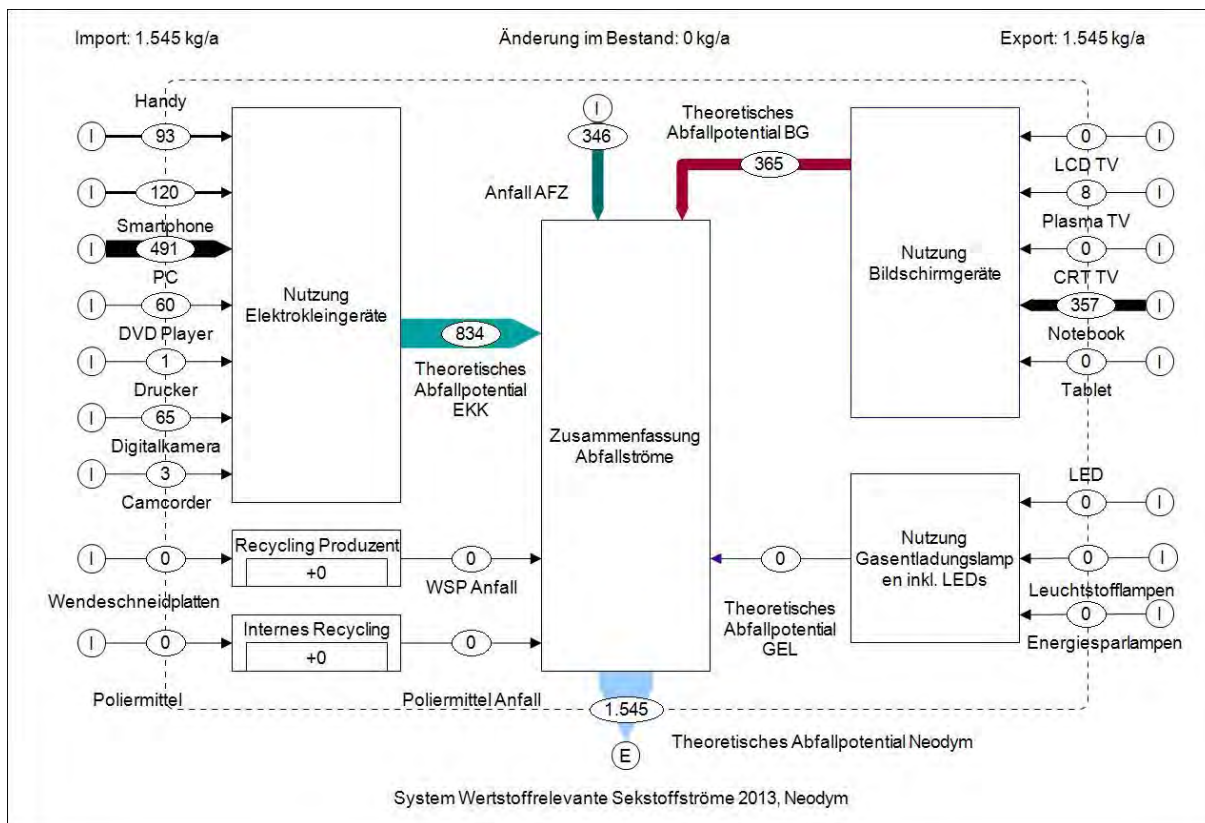 Import: 1.545 kg/a
Änderung im Bestand: 0 kg/a
Export: 1.545 kg/a
Handy
I
93
I
120
Smartphone
I
491
PC
I
60
DVD Player
I
1
Drucker
I
65
Digitalkamera
I
3
Camcorder
Nutzung
Elektrokleingeräte
834
Theoretisches
Abfallpotential
EKK
I
346
Anfall AFZ
Theoretisches
Abfallpotential BG
365
Zusammenfassung
Abfallströme
Nutzung
Bildschirmgeräte
0
I
LCD TV
8
I
Plasma TV
0
I
CRT TV
357
I
Notebook
0
I
Tablet
I
0
Wendeschneidplatten
Recycling Produzent
+0
0
WSP Anfall
I
0
Poliermittel
Internes Recycling
+0
0
Poliermittel Anfall
0
Theoretisches
Abfallpotential
GEL
Nutzung
Gasentladungslamp
en inkl. LEDs
LED
0
I
0
I
Leuchtstofflampen
0
I
Energiesparlampen
1.545
Theoretisches Abfallpotential Neodym
E
System Wertstoffrelevante Sekstoffströme 2013, Neodym